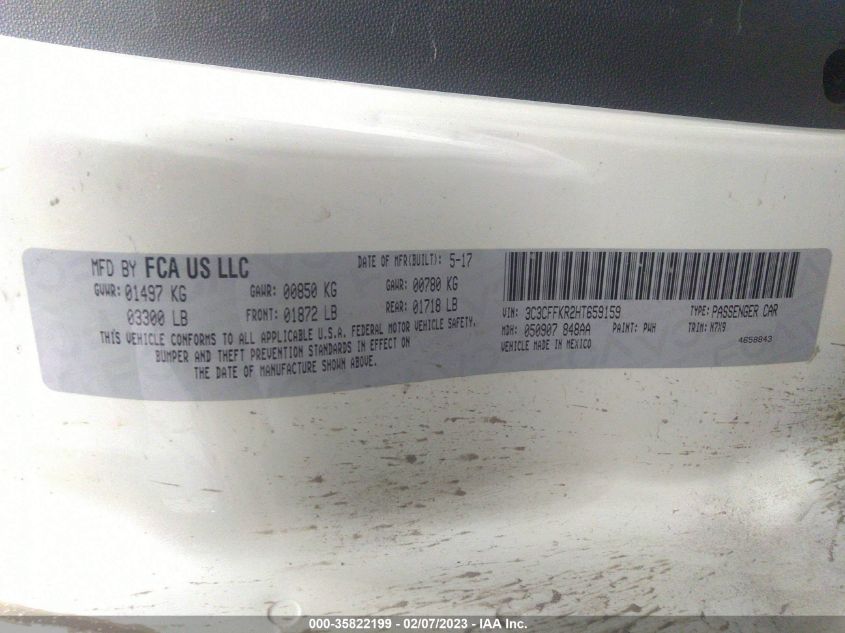 MFD BY FCA US LLC DATE OF MFR(BUILT): 5-17
GVWR: 01497 KG GAWR: 00850 KG GAWR: 00780 KG
03300 LB FRONT: 01872 LB REAR: 01718 LB
THIS VEHICLE CONFORMS TO ALL APPLICABLE U.S.A. FEDERAL MOTOR VEHICLE SAFETY,
BUMPER AND THEFT PREVENTION STANDARDS IN EFFECT ON
THE DATE OF MANUFACTURE SHOWN ABOVE.
VIN: 3C3CFFKR2HT659159 TYPE: PASSENGER CAR
MDH: 050907 848AA PAINT: PWH TRIM: N7X9
VEHICLE MADE IN MEXICO 4658843
000-35822199 - 02/07/2023 - IAA Inc.